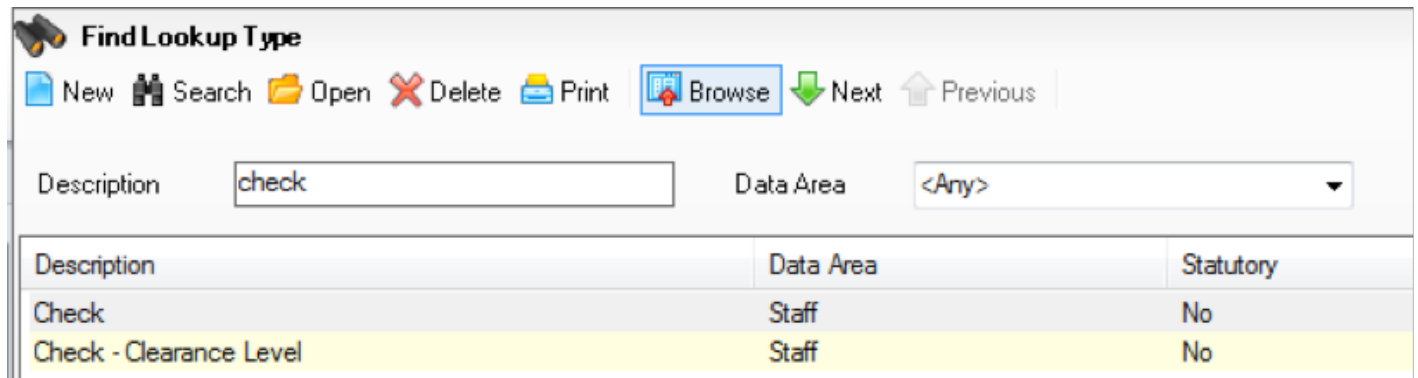 Find Lookup Type
New Search Open Delete Print Browse Next Previous
Description check Data Area <Any>
Description Data Area Statutory
Check Staff No
Check - Clearance Level Staff No